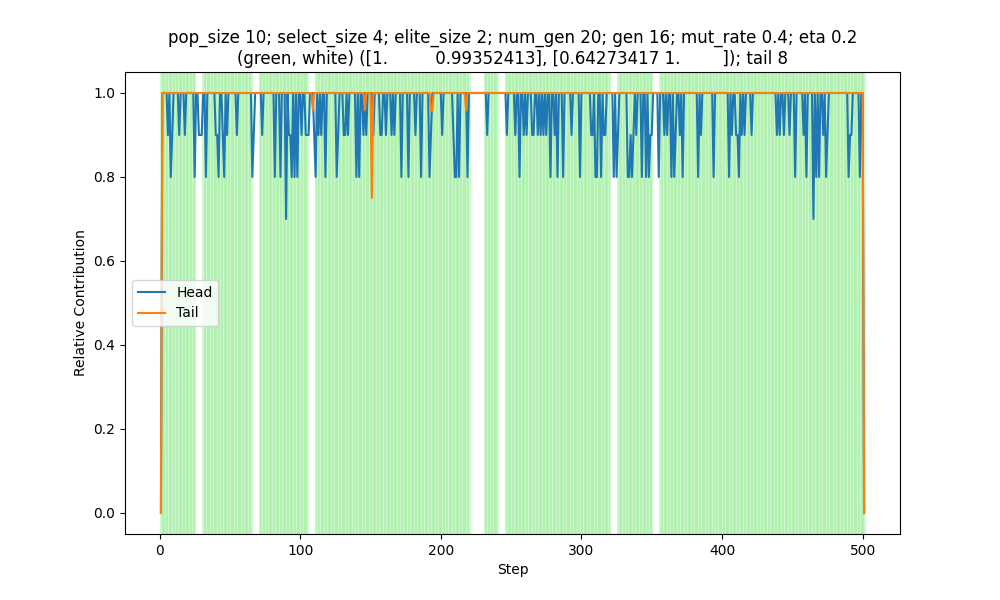 pop_size 10; select_size 4; elite_size 2; num_gen 20; gen 16; mut_rate 0.4; eta 0.2
(green, white) ([1.         0.99352413], [0.64273417 1.        ]); tail 8
1.0
0.8
0.6
0.4
0.2
0.0
Relative Contribution
Head
Tail
0 100 200 300 400 500
Step